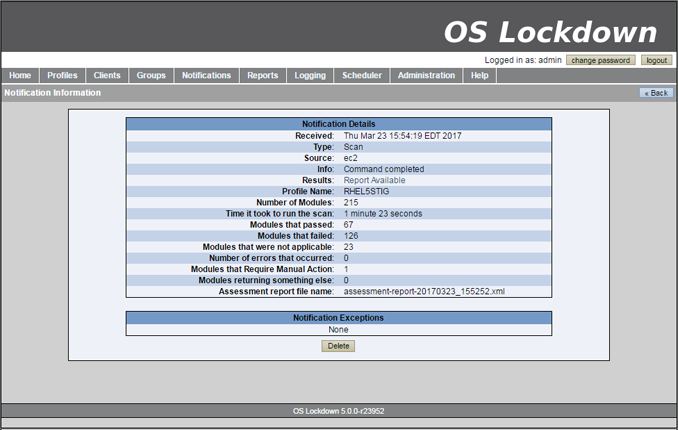 OS Lockdown
Logged in as: admin change password logout
Home Profiles Clients Groups Notifications Reports Logging Scheduler Administration Help
Notification Information « Back
Notification Details
Received: Thu Mar 23 15:54:19 EDT 2017
Type: Scan
Source: ec2
Info: Command completed
Results: Report Available
Profile Name: RHEL5STIG
Number of Modules: 215
Time it took to run the scan: 1 minute 23 seconds
Modules that passed: 67
Modules that failed: 126
Modules that were not applicable: 23
Number of errors that occurred: 0
Modules that Require Manual Action: 1
Modules returning something else: 0
Assessment report file name: assessment-report-20170323_155252.xml
Notification Exceptions
None
Delete
OS Lockdown 5.0.0-r23952